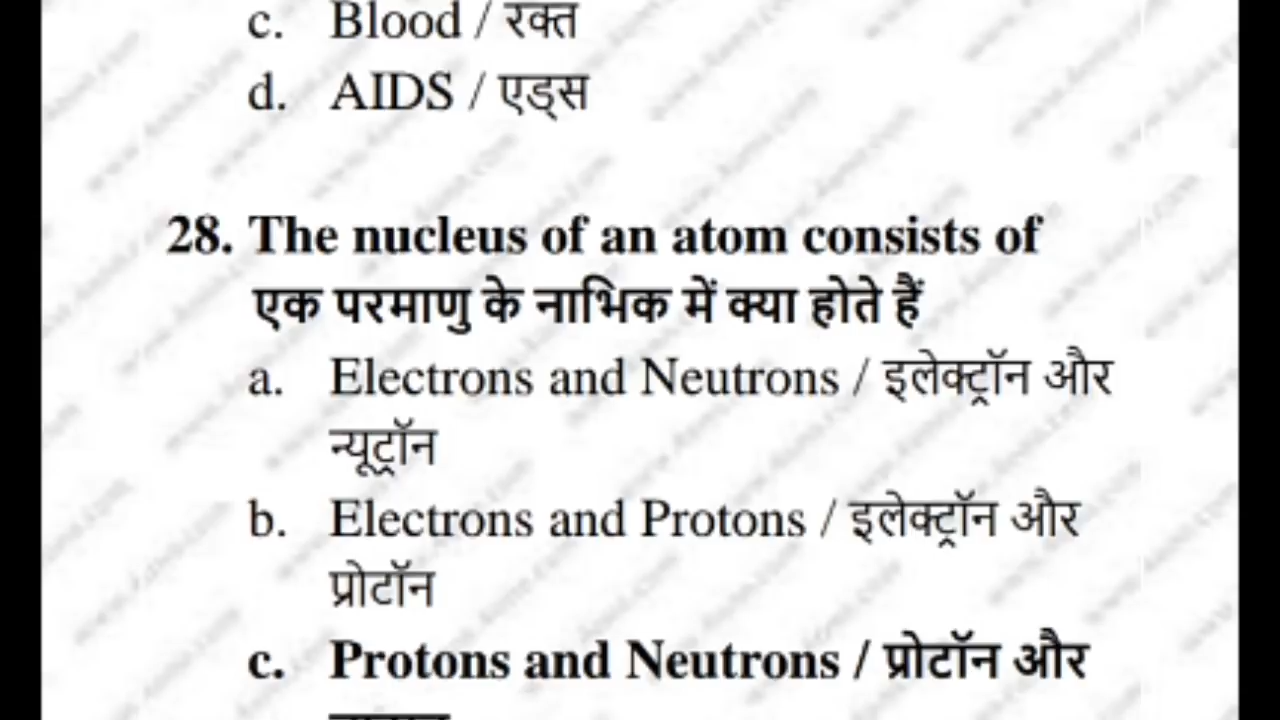 c. Blood / रक्त
d. AIDS / एड्स
28. The nucleus of an atom consists of
एक परमाणु के नाभिक में क्या होते हैं
a. Electrons and Neutrons / इलेक्ट्रॉन और
न्यूट्रॉन
b. Electrons and Protons / इलेक्ट्रॉन और
प्रोटॉन
c. Protons and Neutrons / प्रोटॉन और